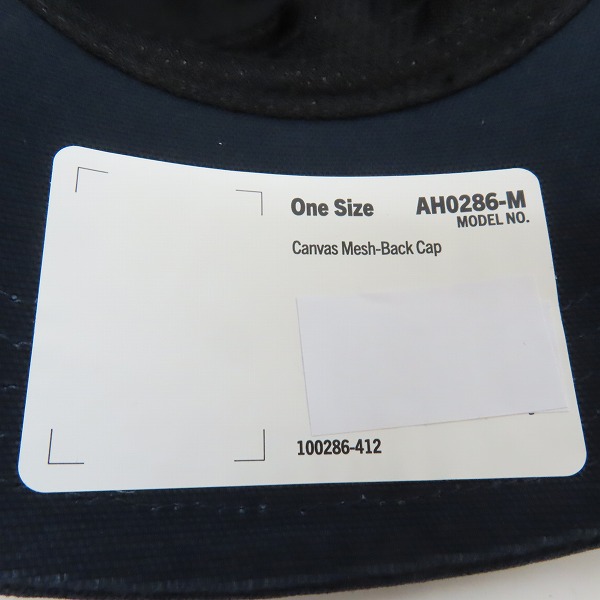 One Size AH0286-M
MODEL NO.
Canvas Mesh-Back Cap
100286-412